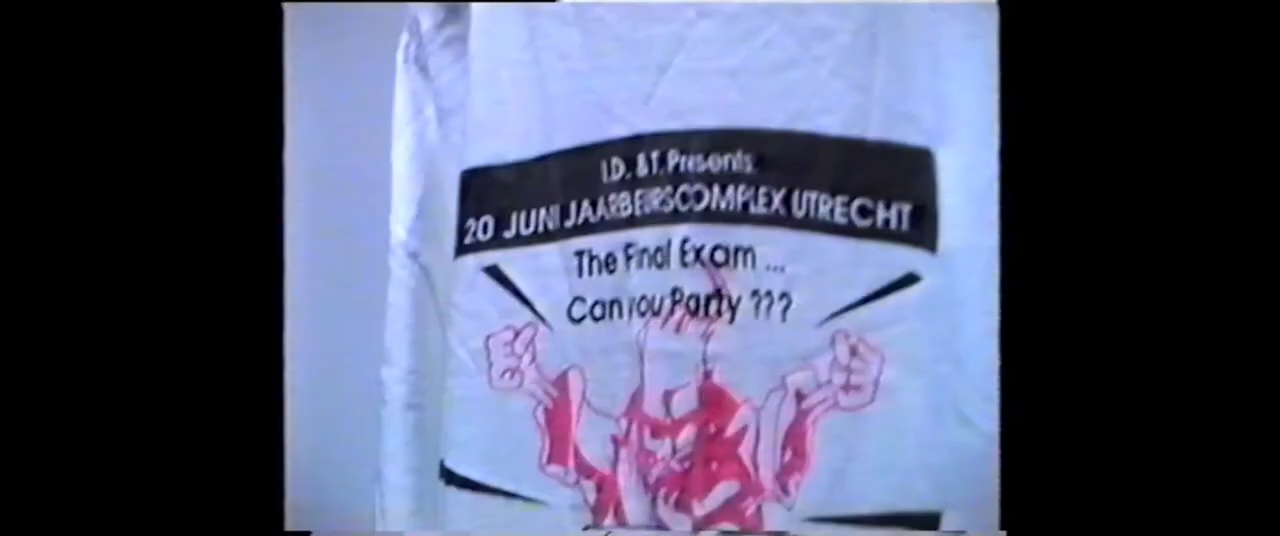 I.D. &T. Presents
20 JUNI JAARBEURSCOMPLEX UTRECHT
The Final Exam ...
Can you Party ???